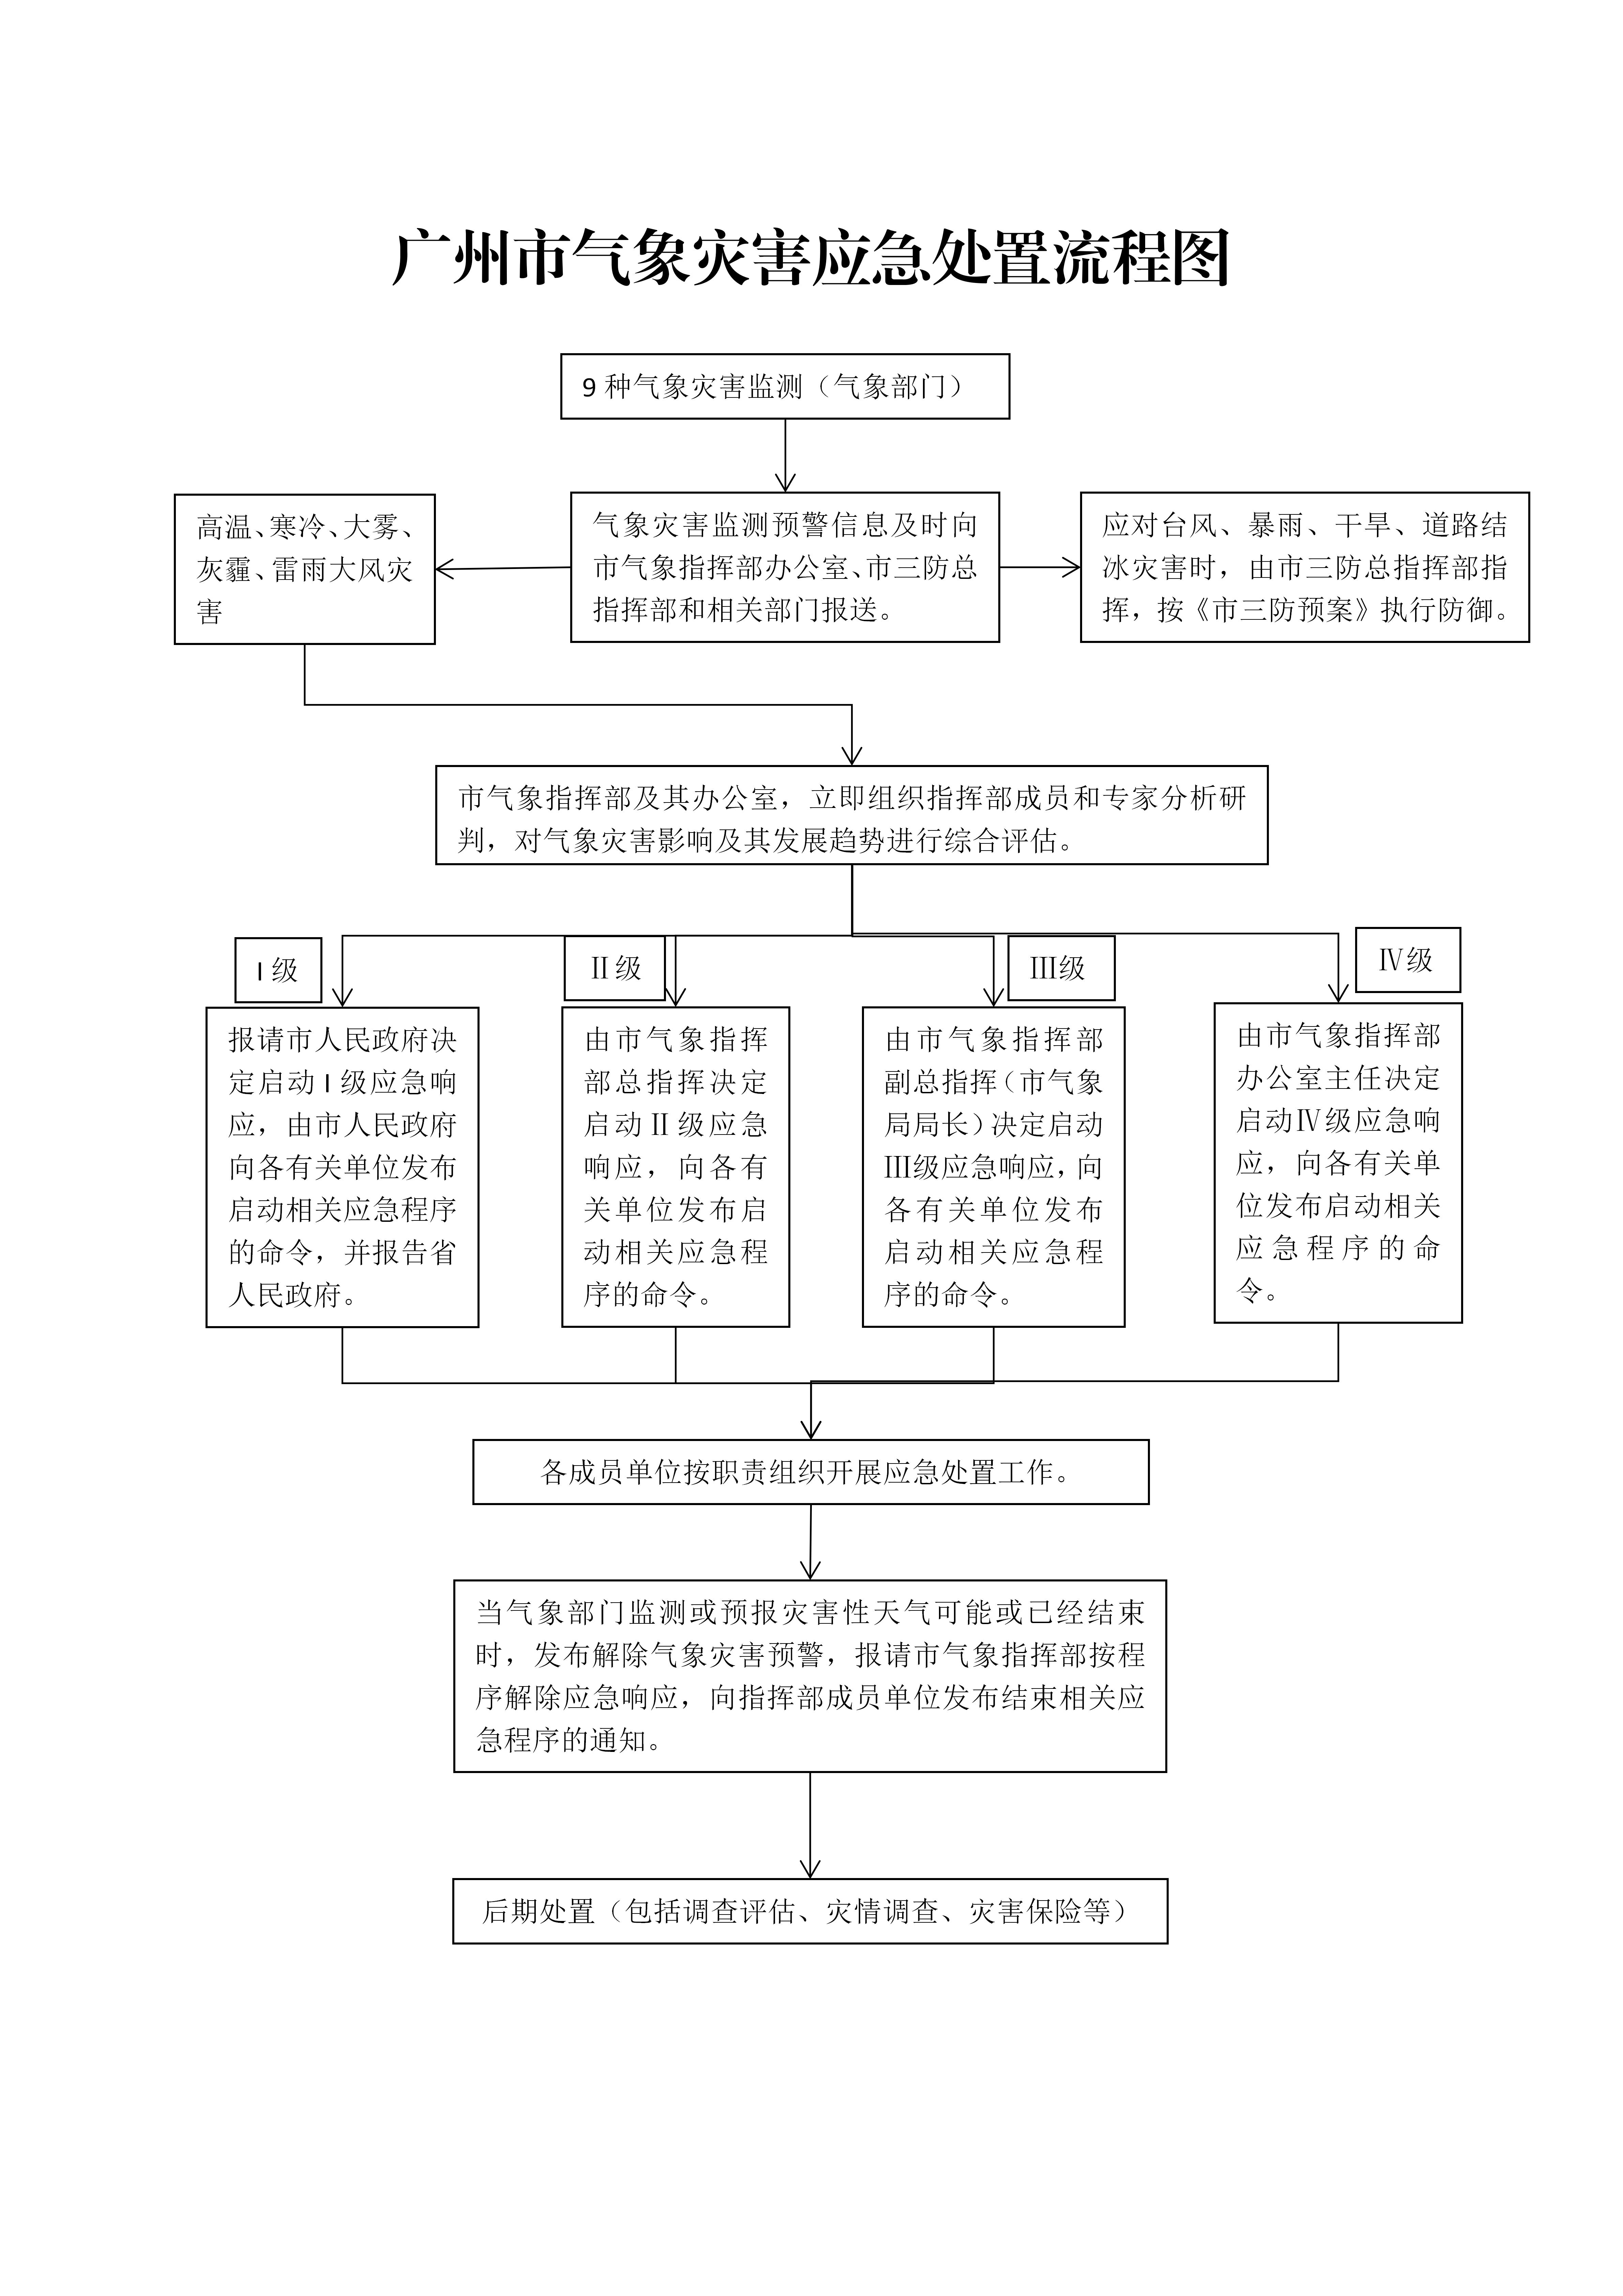 广州市气象灾害应急处置流程图
9 种气象灾害监测（气象部门）
高温、寒冷、大雾、
灰霾、雷雨大风灾
害
气象灾害监测预警信息及时向
市气象指挥部办公室、市三防总
指挥部和相关部门报送。
应对台风、暴雨、干旱、道路结
冰灾害时，由市三防总指挥部指
挥，按《市三防预案》执行防御。
市气象指挥部及其办公室，立即组织指挥部成员和专家分析研
判，对气象灾害影响及其发展趋势进行综合评估。
I 级
II 级
III级
Ⅳ级
报请市人民政府决
定启动 I 级应急响
应，由市人民政府
向各有关单位发布
启动相关应急程序
的命令，并报告省
人民政府。
由市气象指挥
部总指挥决定
启动 II 级应急
响应，向各有
关单位发布启
动相关应急程
序的命令。
由市气象指挥部
副总指挥（市气象
局局长）决定启动
III级应急响应，向
各有关单位发布
启动相关应急程
序的命令。
由市气象指挥部
办公室主任决定
启动Ⅳ级应急响
应，向各有关单
位发布启动相关
应急程序的命
令。
各成员单位按职责组织开展应急处置工作。
当气象部门监测或预报灾害性天气可能或已经结束
时，发布解除气象灾害预警，报请市气象指挥部按程
序解除应急响应，向指挥部成员单位发布结束相关应
急程序的通知。
后期处置（包括调查评估、灾情调查、灾害保险等）